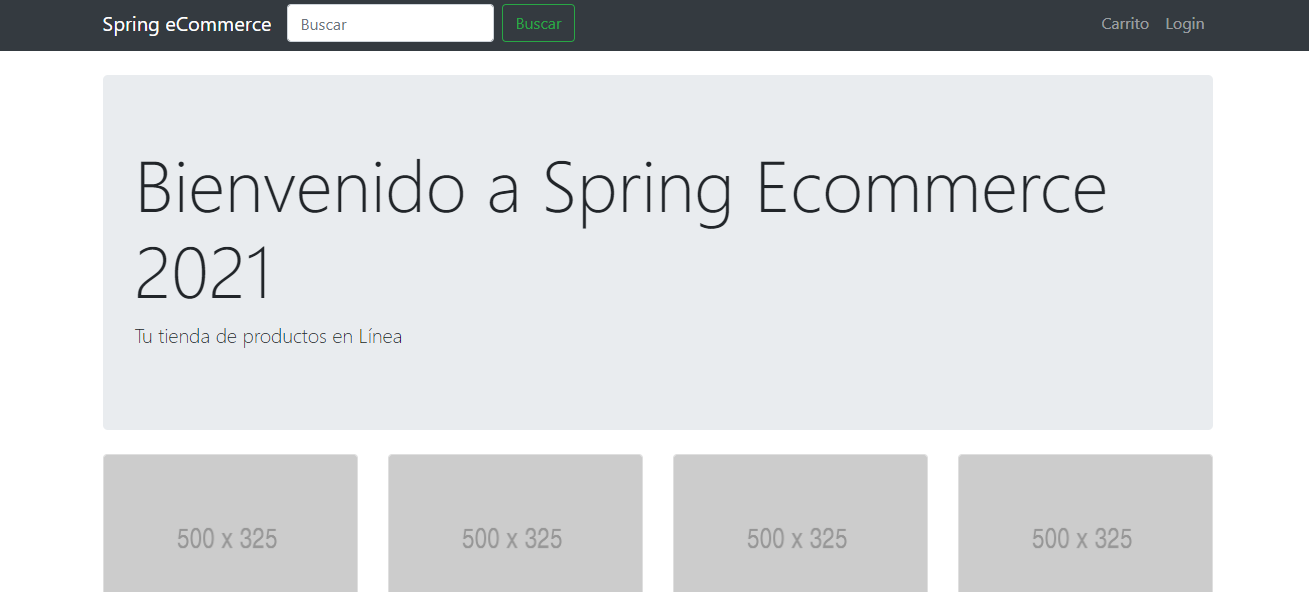 Spring eCommerce
Buscar
Buscar
Carrito
Login
Bienvenido a Spring Ecommerce
2021
Tu tienda de productos en Línea
500 x 325
500 x 325
500 x 325
500 x 325